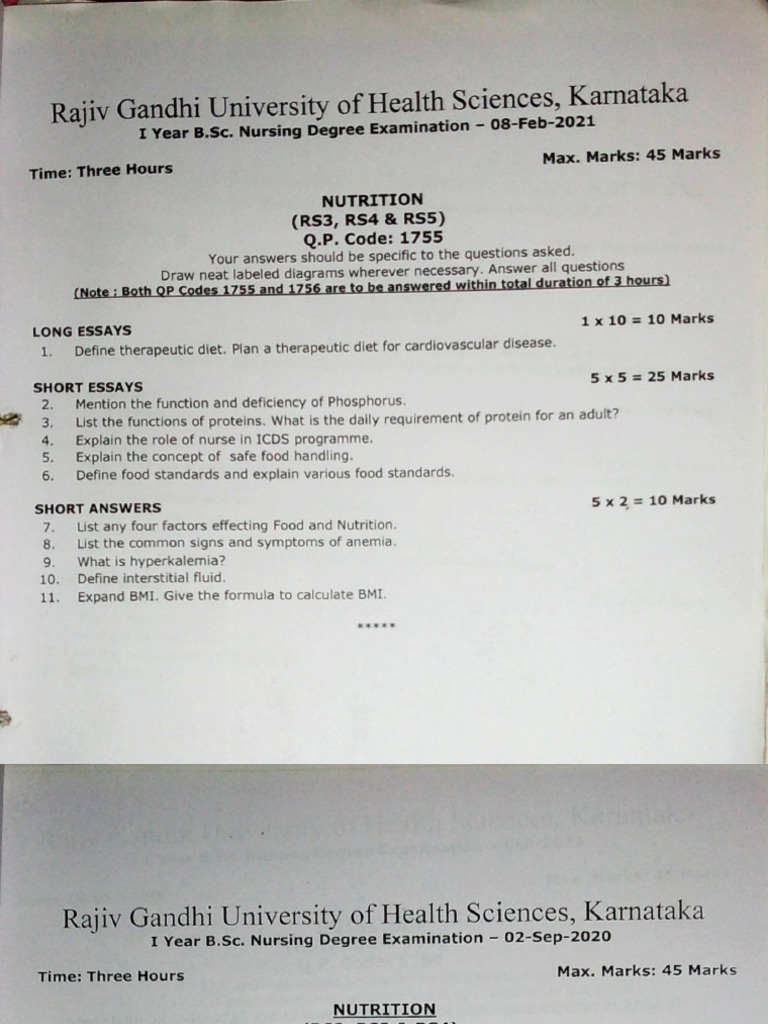 Rajiv Gandhi University of Health Sciences, Karnataka
I Year B.Sc. Nursing Degree Examination – 08-Feb-2021
Time: Three Hours
Max. Marks: 45 Marks
NUTRITION
(RS3, RS4 & RS5)
Q.P. Code: 1755
Your answers should be specific to the questions asked.
Draw neat labeled diagrams wherever necessary. Answer all questions
(Note : Both QP Codes 1755 and 1756 are to be answered within total duration of 3 hours)
LONG ESSAYS
1 x 10 = 10 Marks
1. Define therapeutic diet. Plan a therapeutic diet for cardiovascular disease.
SHORT ESSAYS
5 x 5 = 25 Marks
2. Mention the function and deficiency of Phosphorus.
3. List the functions of proteins. What is the daily requirement of protein for an adult?
4. Explain the role of nurse in ICDS programme.
5. Explain the concept of safe food handling.
6. Define food standards and explain various food standards.
SHORT ANSWERS
5 x 2 = 10 Marks
7. List any four factors effecting Food and Nutrition.
8. List the common signs and symptoms of anemia.
9. What is hyperkalemia?
10. Define interstitial fluid.
11. Expand BMI. Give the formula to calculate BMI.
*****
Rajiv Gandhi University of Health Sciences, Karnataka
I Year B.Sc. Nursing Degree Examination – 02-Sep-2020
Time: Three Hours
Max. Marks: 45 Marks
NUTRITION